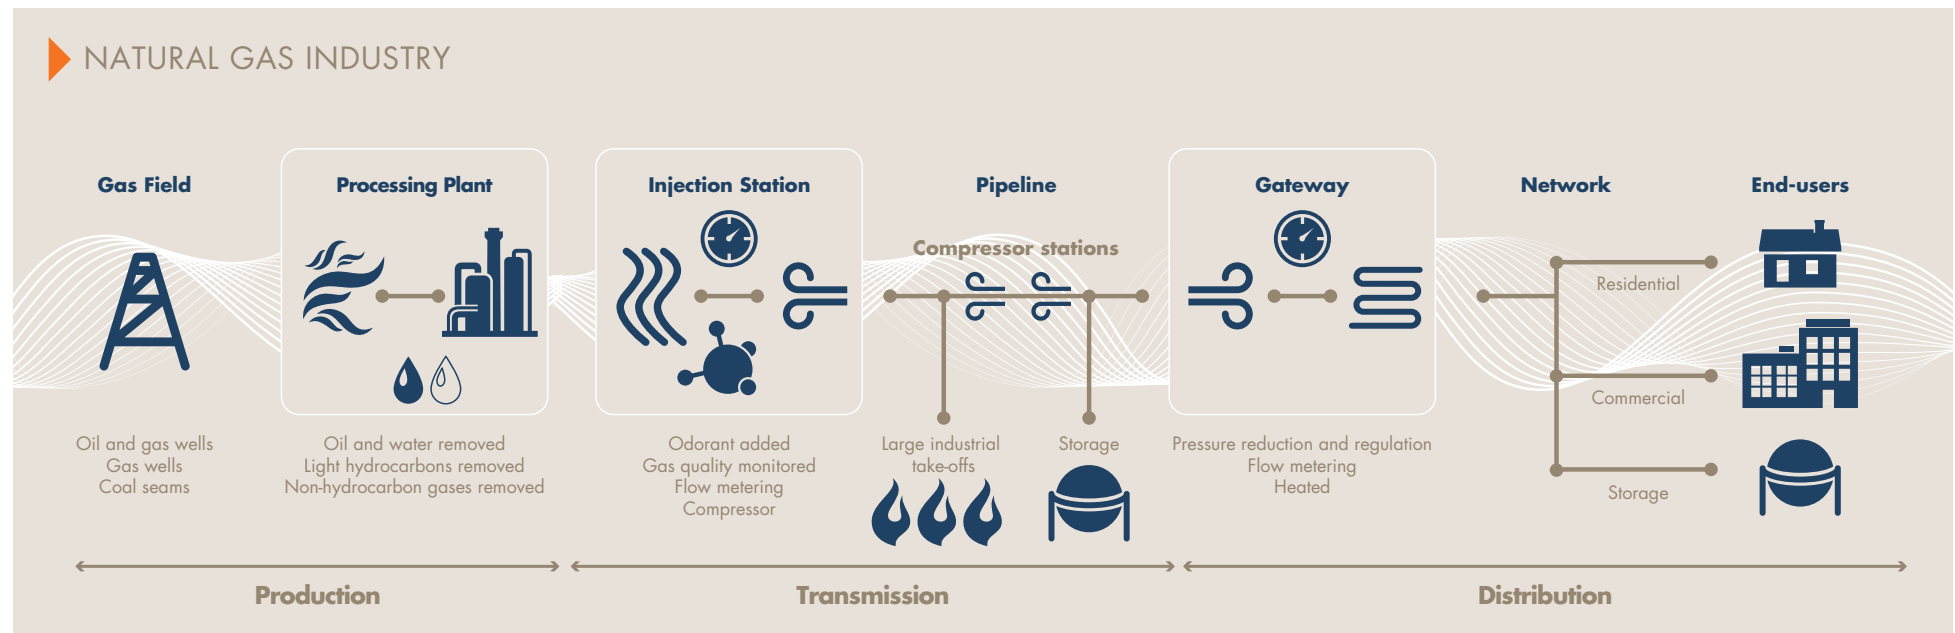 NATURAL GAS INDUSTRY
Gas Field
Processing Plant
Injection Station
Pipeline
Gateway
Network
End-users
Compressor stations
Residential
Commercial
Storage
Oil and gas wells
Gas wells
Coal seams
Oil and water removed
Light hydrocarbons removed
Non-hydrocarbon gases removed
Odorant added
Gas quality monitored
Flow metering
Compressor
Large industrial
take-offs
Storage
Pressure reduction and regulation
Flow metering
Heated
Production
Transmission
Distribution